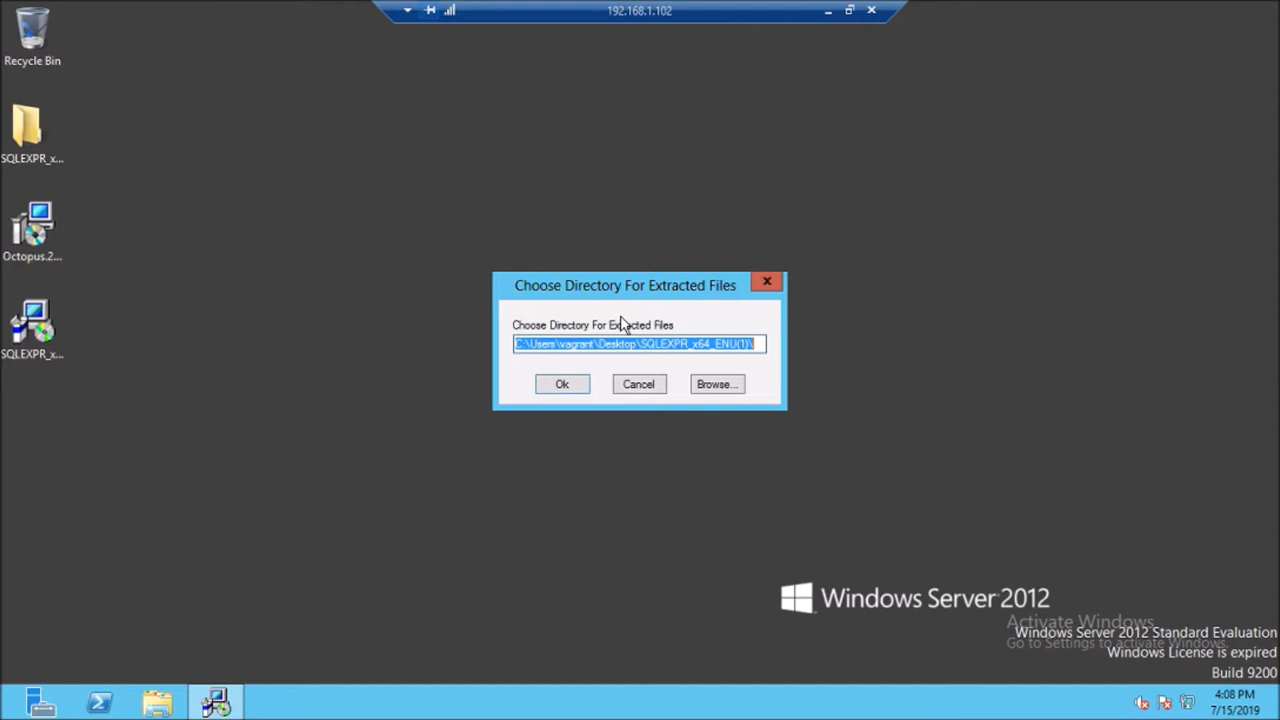 192.168.1.102
Recycle Bin
SQLEXPR_x...
Octopus.2...
SQLEXPR_x...
Choose Directory For Extracted Files
x
Choose Directory For Extracted Files
C:\Users\vagrant\Desktop\SQLEXPR_x64_ENU(1)\
Ok
Cancel
Browse...
Windows Server 2012
Activate Windows
Windows Server 2012 Standard Evaluation
Go to Settings to activate Windows.
Windows License is expired
Build 9200
4:08 PM
7/15/2019